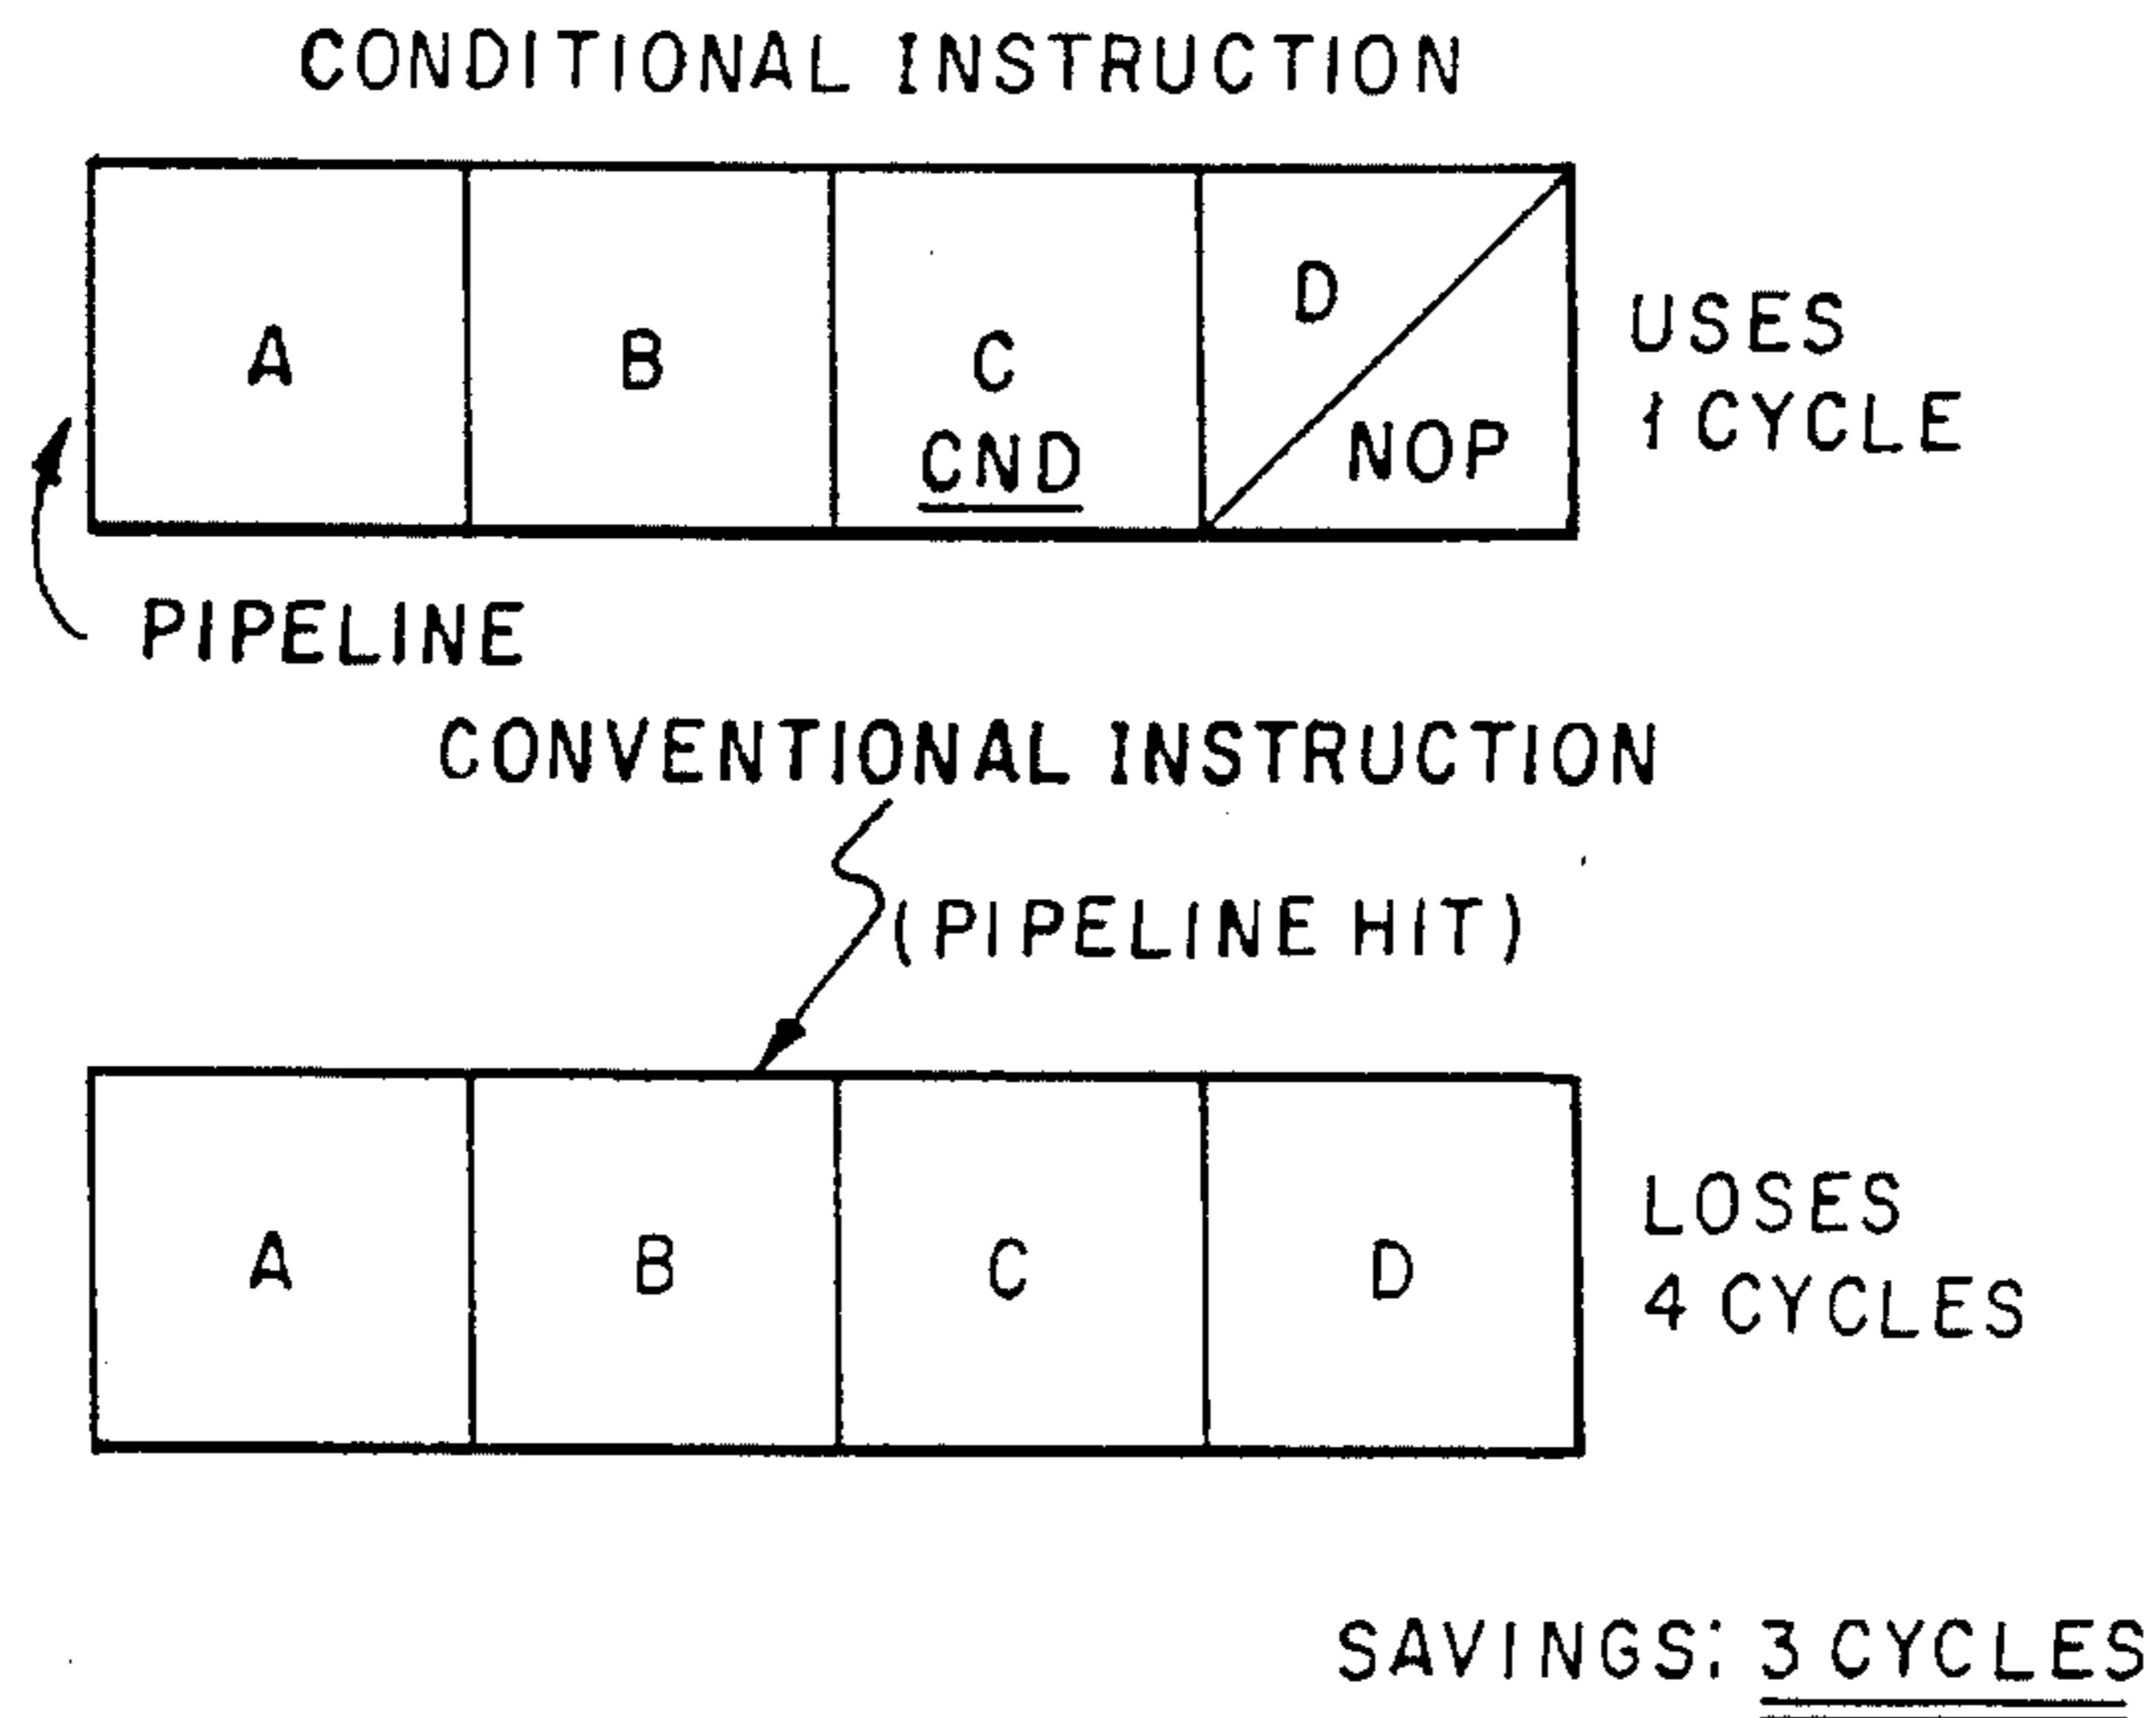 CONDITIONAL INSTRUCTION
A B C D
CND NOP
USES
1 CYCLE
PIPELINE
CONVENTIONAL INSTRUCTION
(PIPELINE HIT)
A B C D
LOSES
4 CYCLES
SAVINGS: 3 CYCLES